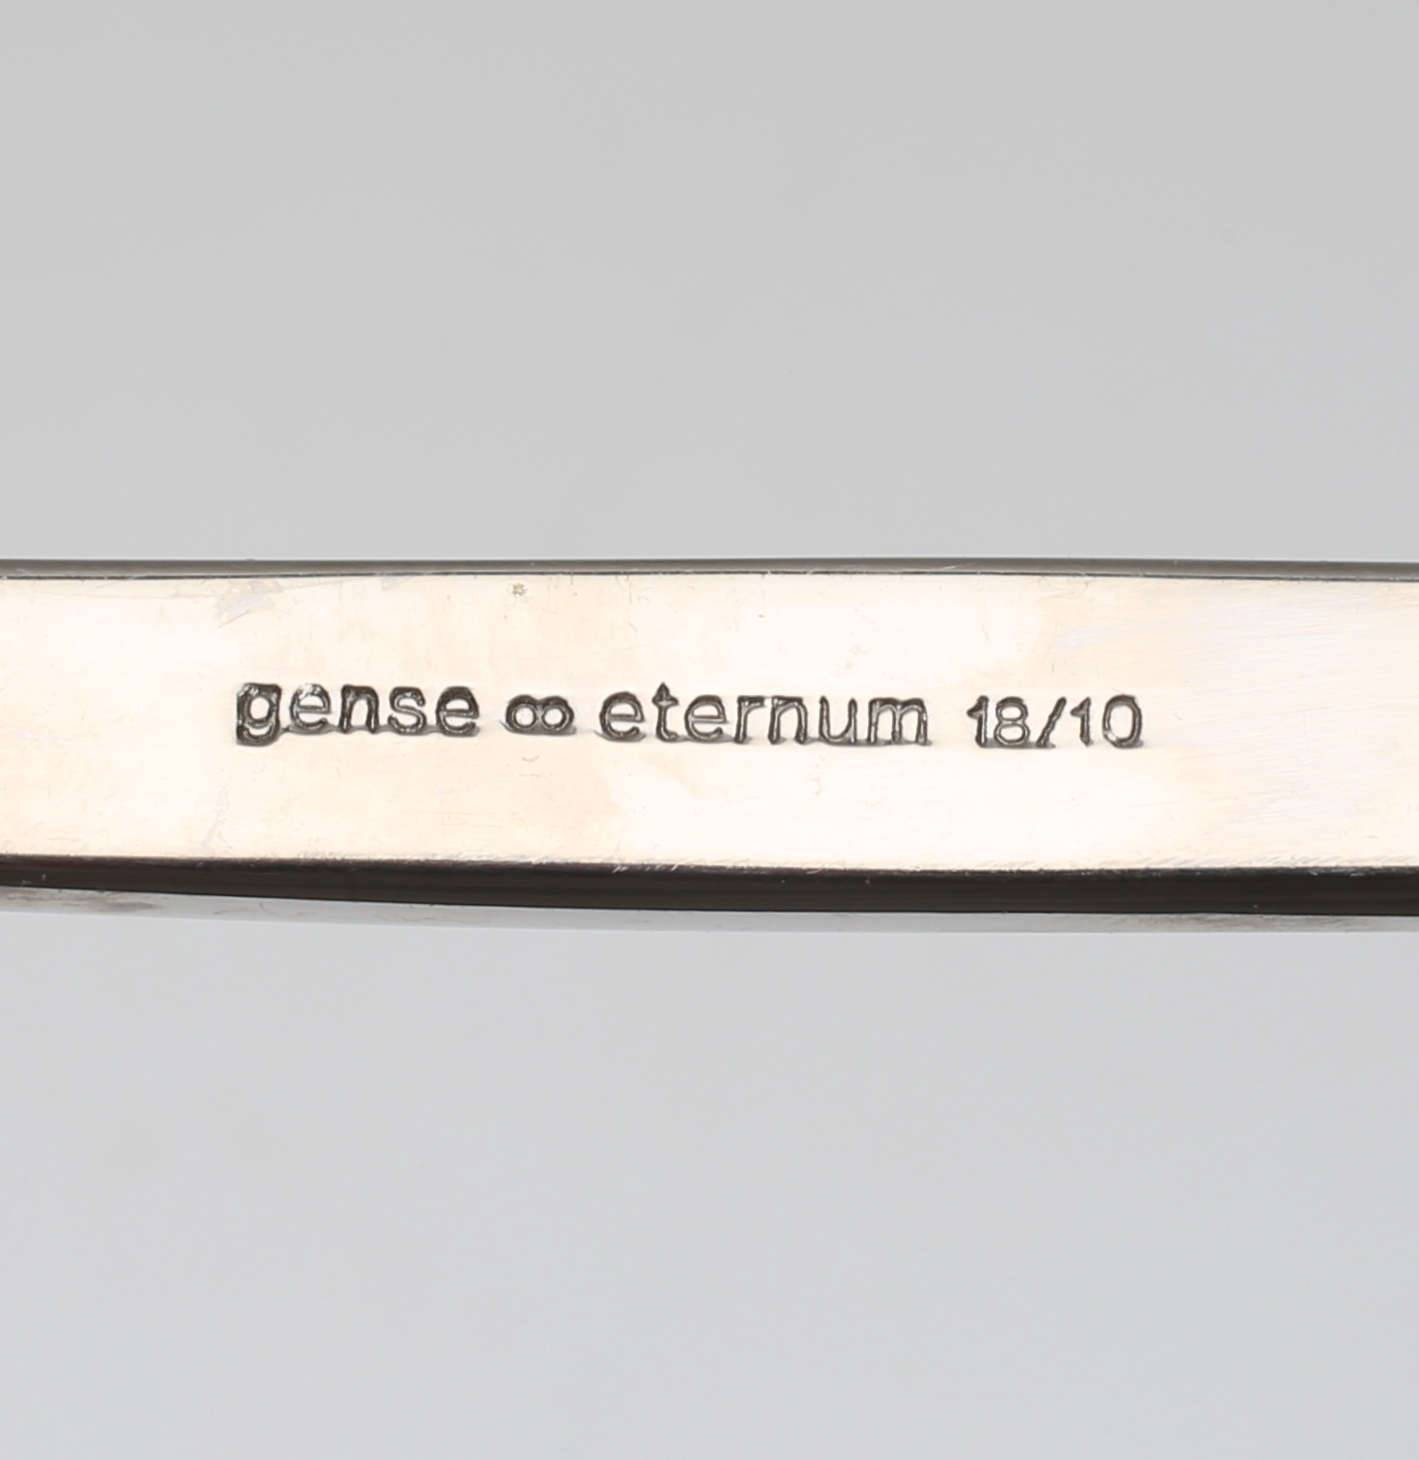 gense ∞ eternum 18/10